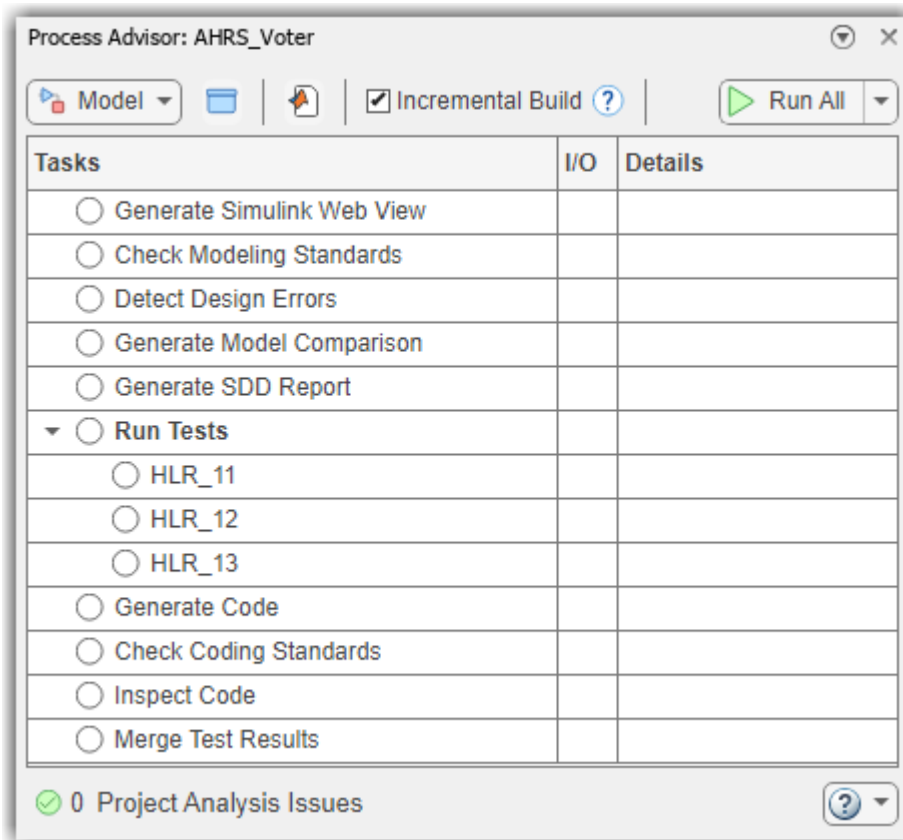 Process Advisor: AHRS_Voter
Model Incremental Build ? Run All
Tasks I/O Details
Generate Simulink Web View
Check Modeling Standards
Detect Design Errors
Generate Model Comparison
Generate SDD Report
Run Tests
HLR_11
HLR_12
HLR_13
Generate Code
Check Coding Standards
Inspect Code
Merge Test Results
0 Project Analysis Issues ?